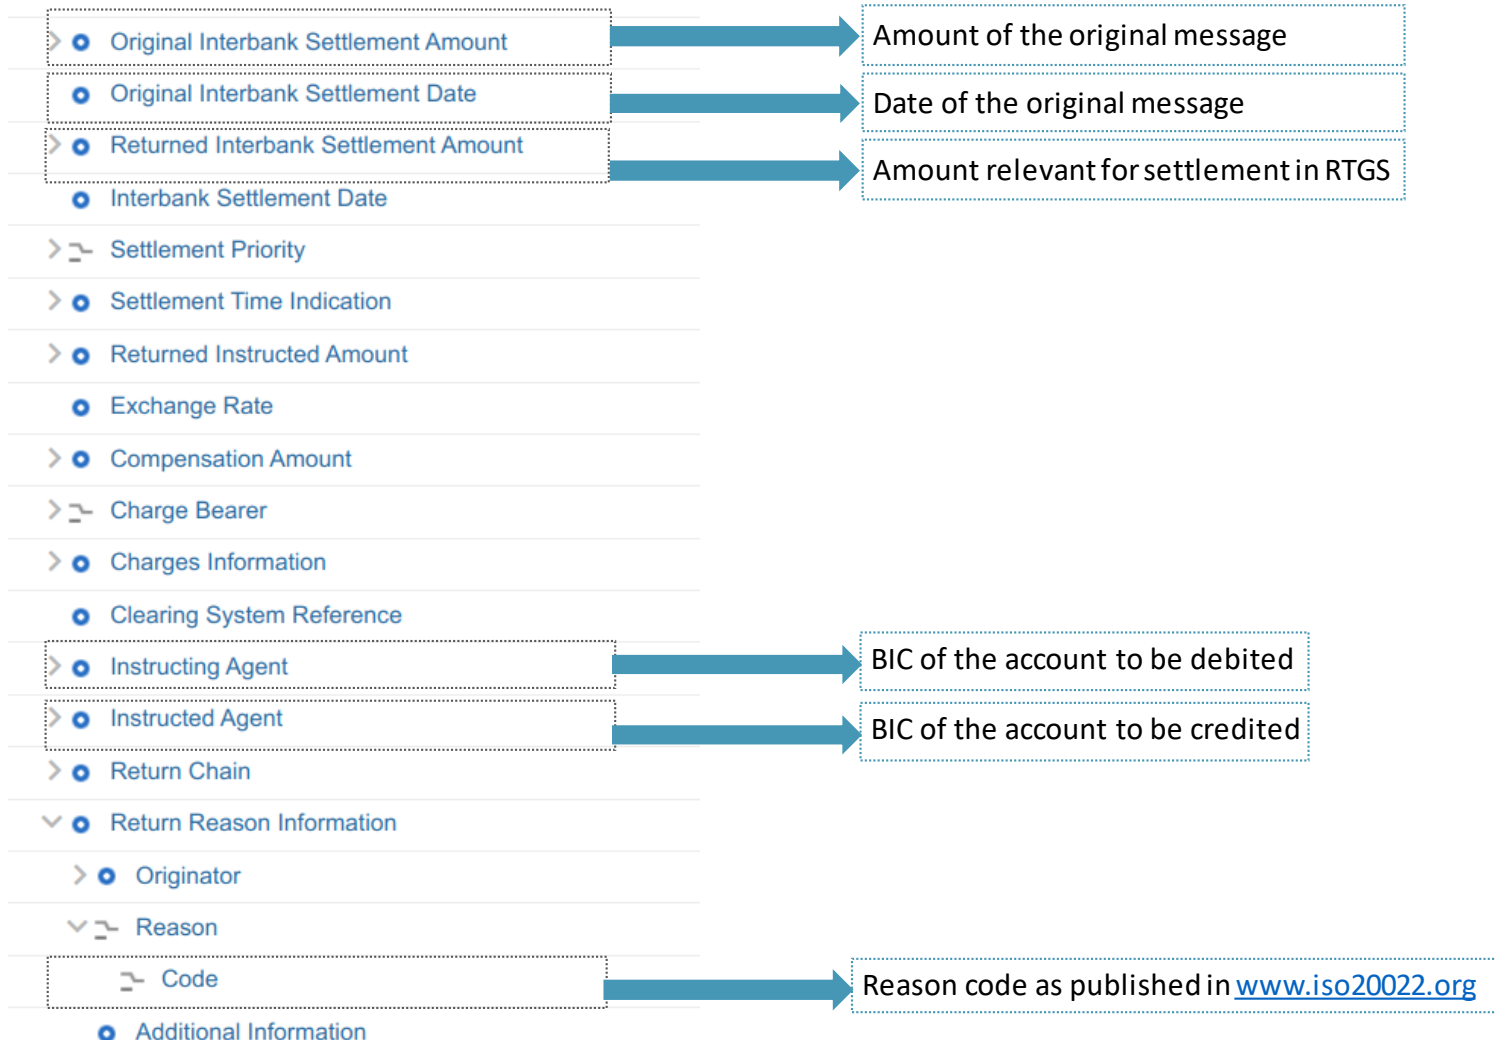 Original Interbank Settlement Amount
Amount of the original message
Original Interbank Settlement Date
Date of the original message
Returned Interbank Settlement Amount
Amount relevant for settlement in RTGS
Interbank Settlement Date
Settlement Priority
Settlement Time Indication
Returned Instructed Amount
Exchange Rate
Compensation Amount
Charge Bearer
Charges Information
Clearing System Reference
Instructing Agent
BIC of the account to be debited
Instructed Agent
BIC of the account to be credited
Return Chain
Return Reason Information
Originator
Reason
Code
Reason code as published in www.iso20022.org
Additional Information